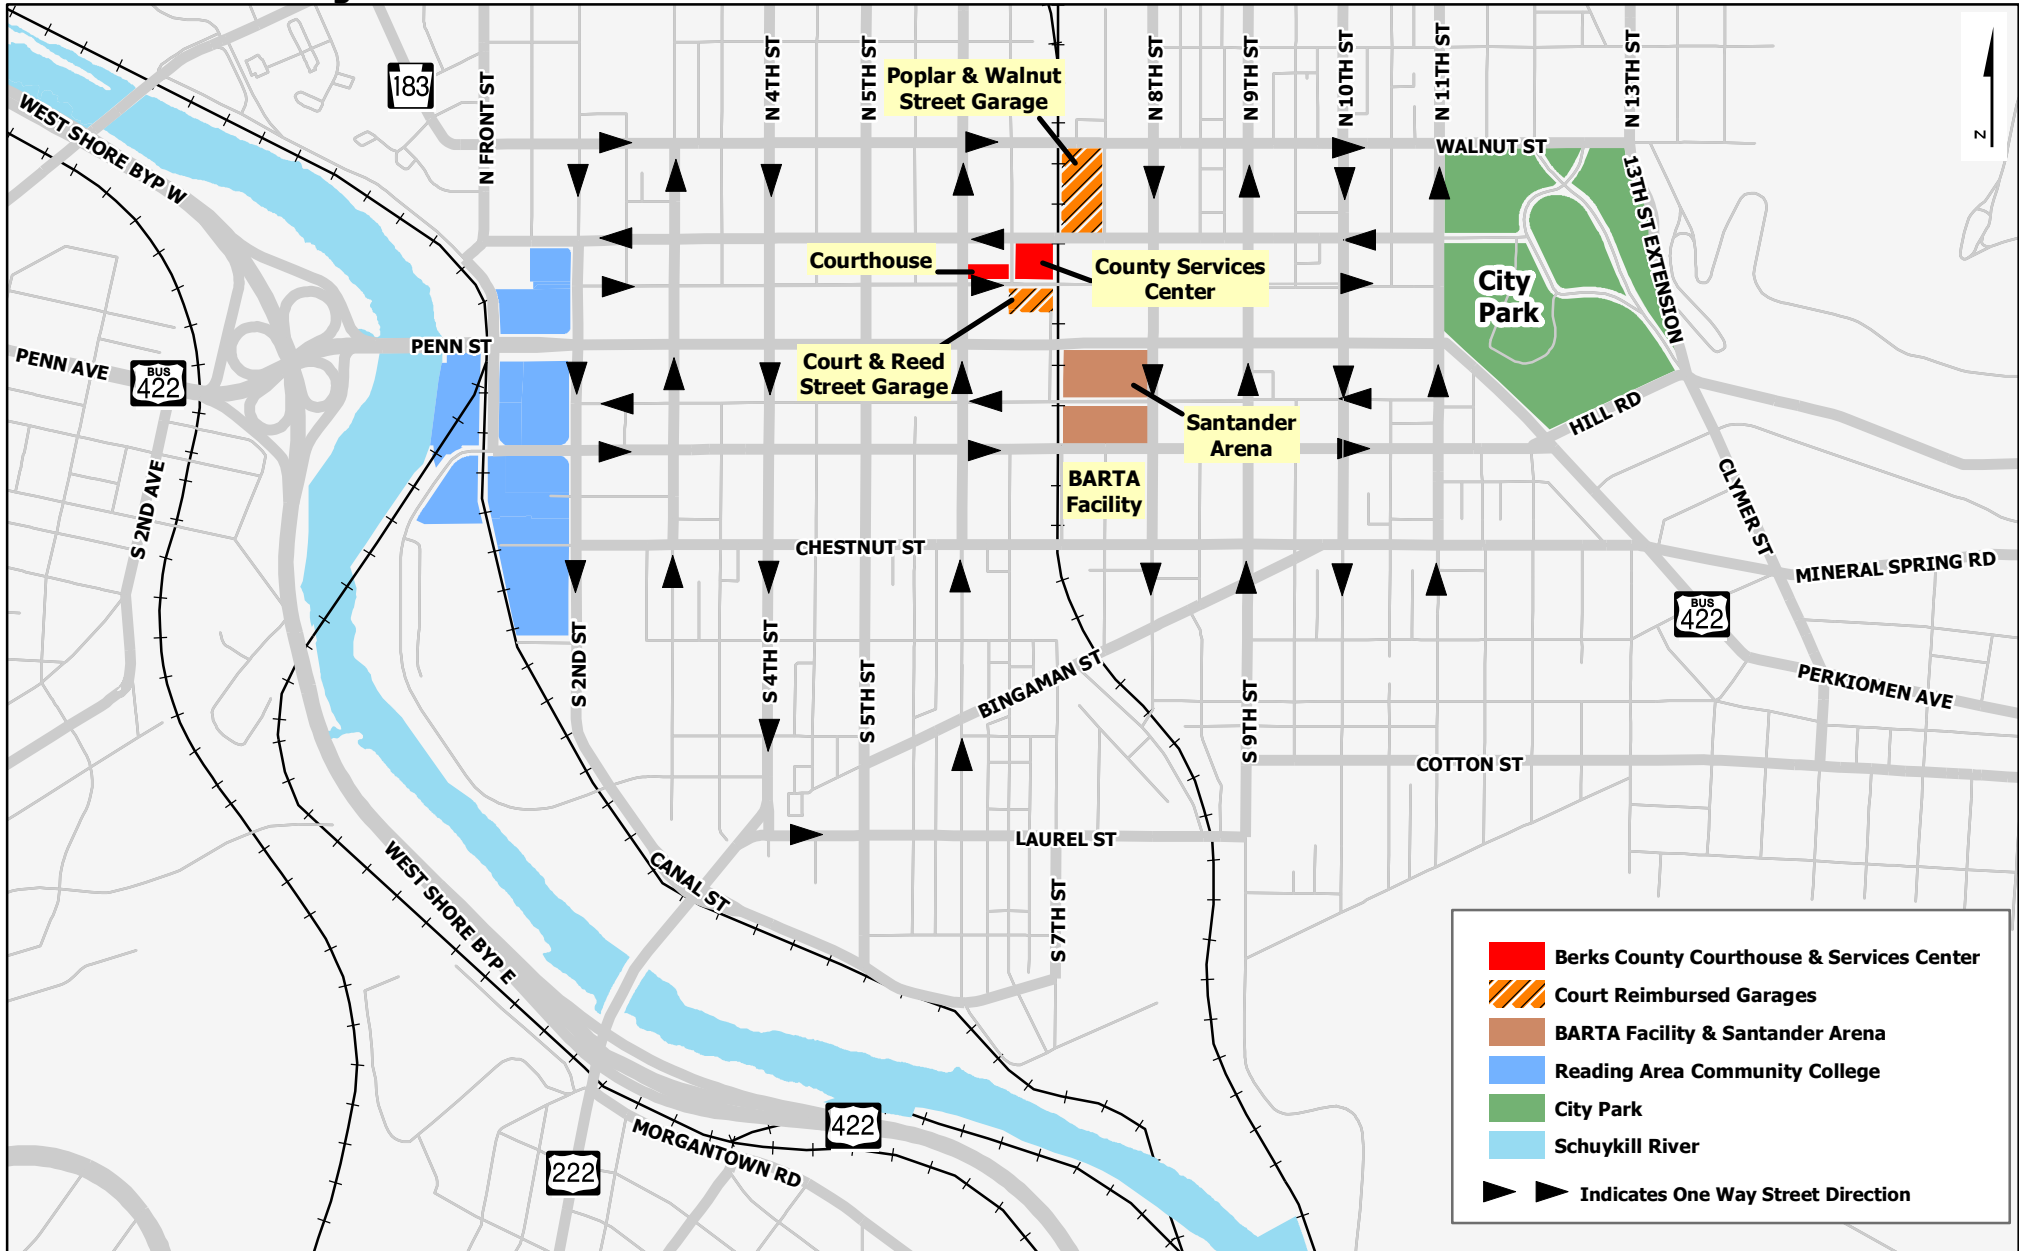 183
N FRONT ST
N 4TH ST
N 5TH ST
N 8TH ST
N 9TH ST
N 10TH ST
N 11TH ST
N 13TH ST
Z
Poplar & Walnut
Street Garage
WEST SHORE BYP W
WALNUT ST
13TH ST EXTENSION
Courthouse
County Services
Center
City
Park
PENN ST
PENN AVE
BUS
422
Court & Reed
Street Garage
Santander
Arena
HILL RD
BARTA
Facility
S 2ND AVE
CLYMER ST
CHESTNUT ST
MINERAL SPRING RD
BUS
422
S 2ND ST
S 4TH ST
S 5TH ST
BINGAMAN ST
S 9TH ST
PERKIOMEN AVE
COTTON ST
LAUREL ST
CANAL ST
WEST SHORE BYP E
S 7TH ST
422
MORGANTOWN RD
222
Berks County Courthouse & Services Center
Court Reimbursed Garages
BARTA Facility & Santander Arena
Reading Area Community College
City Park
Schuykill River
Indicates One Way Street Direction